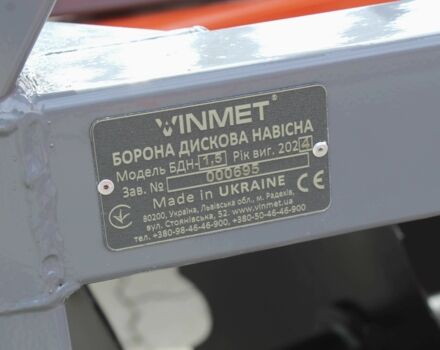 VINMET®
БОРОНА ДИСКОВА НАВІСНА
Модель БДН- 1,5 Рік виг. 2024
Зав. № 000695
Made in UKRAINE CE
80200, Україна, Львівська обл., м. Радехів,
вул. Стоянівська, 52. www.vinmet.ua
тел. +380-98-46-46-900, +380-50-46-46-900